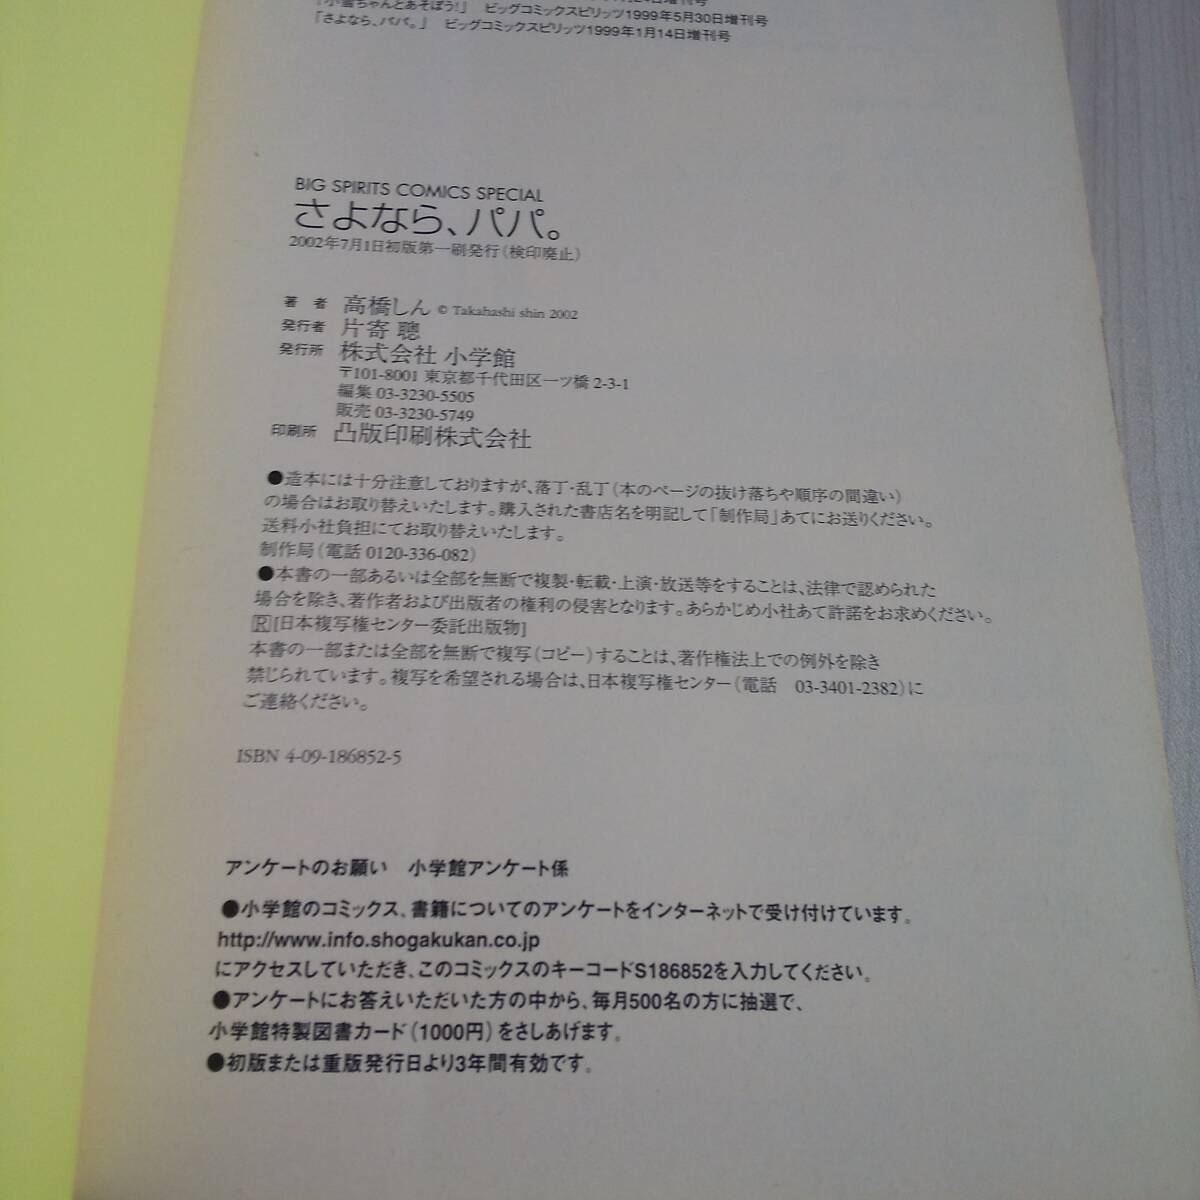 「小雪ちゃんとあそぼう!」 ビッグコミックスピリッツ1999年5月30日増刊号
「さよなら、パパ。」 ビッグコミックスピリッツ1999年1月14日増刊号
BIG SPIRITS COMICS SPECIAL
さよなら、パパ。
2002年7月1日初版第一刷発行(検印廃止)
著者 高橋しん © Takahashi shin 2002
発行者 片寄 聰
発行所 株式会社 小学館
〒101-8001 東京都千代田区一ツ橋 2-3-1
編集 03-3230-5505
販売 03-3230-5749
印刷所 凸版印刷株式会社
●造本には十分注意しておりますが、落丁・乱丁(本のページの抜け落ちや順序の間違い)
の場合はお取り替えいたします。購入された書店名を明記して「制作局」あてにお送りください。
送料小社負担にてお取り替えいたします。
制作局(電話 0120-336-082)
●本書の一部あるいは全部を無断で複製・転載・上演・放送等をすることは、法律で認められた
場合を除き、著作者および出版者の権利の侵害となります。あらかじめ小社あて許諾をお求めください。
R[日本複写権センター委託出版物]
本書の一部または全部を無断で複写(コピー)することは、著作権法上での例外を除き
禁じられています。複写を希望される場合は、日本複写権センター(電話 03-3401-2382)に
ご連絡ください。
ISBN 4-09-186852-5
アンケートのお願い 小学館アンケート係
●小学館のコミックス、書籍についてのアンケートをインターネットで受け付けています。
http://www.info.shogakukan.co.jp
にアクセスしていただき、このコミックスのキーコードS186852を入力してください。
●アンケートにお答えいただいた方の中から、毎月500名の方に抽選で、
小学館特製図書カード(1000円)をさしあげます。
●初版または重版発行日より3年間有効です。